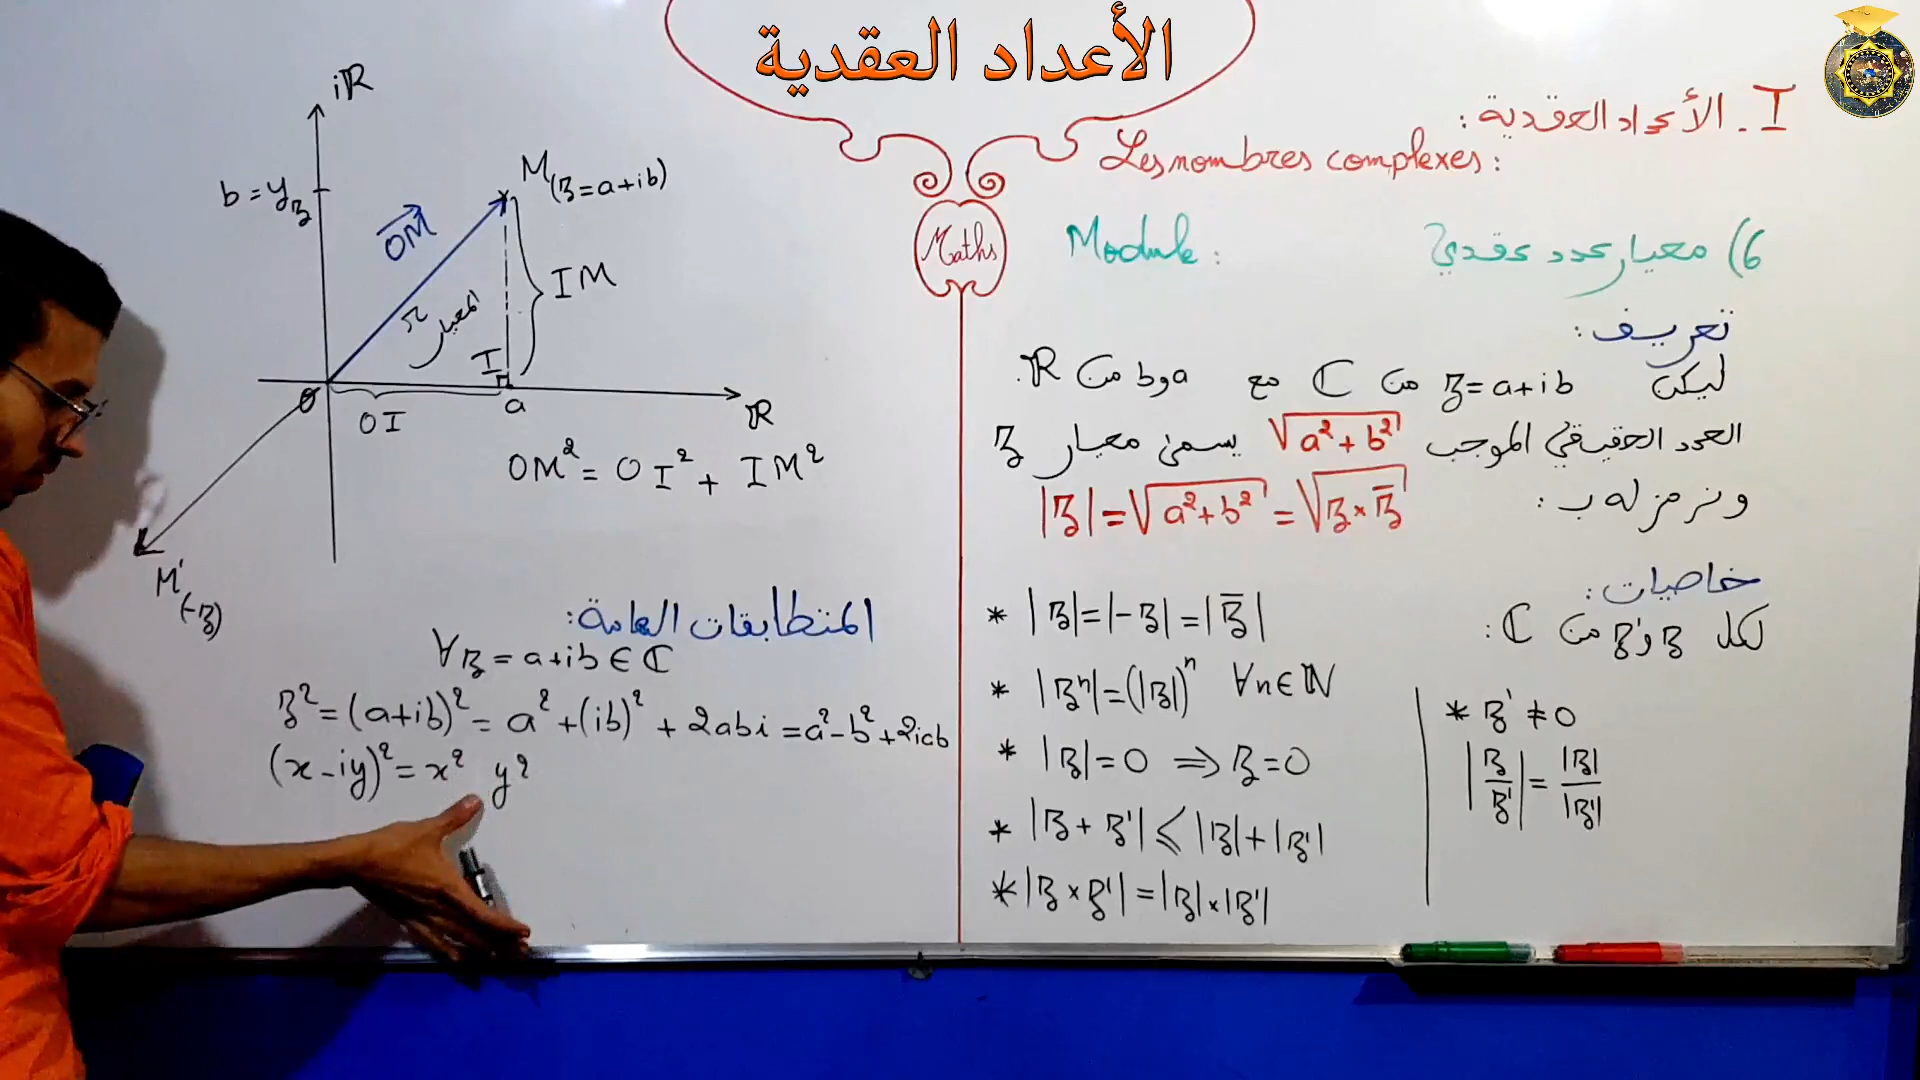 الأعداد العقدية
I. الأعداد العقدية:
Les nombres complexes:
Maths
6) معيار عدد عقدي: Module:
تعريف:
ليكن z=a+ib من ℂ مع a و b من ℝ.
العدد الحقيقي الموجب √(a²+b²) يسمى معيار z
ونرمز له ب:
|z|=√(a²+b²)=√(z×z̄)
خاصيات:
لكل z و z' من ℂ:
* |z|=|-z|=|z̄|
* |zⁿ|=(|z|)ⁿ ∀n∈ℕ
* |z|=0 ⇒ z=0
* |z+z'|≤|z|+|z'|
* |z×z'|=|z|×|z'|
* z'≠0
|z/z'|=|z|/|z'|
iℝ
M(z=a+ib)
b=y_z
OM
IM
r
المعيار
I
O
a
ℝ
OI
OM²=OI²+IM²
M'(-z)
المتطابقات الهامة:
∀z=a+ib∈ℂ
z²=(a+ib)²=a²+(ib)²+2abi=a²-b²+2iab
(x-iy)²=x² y²